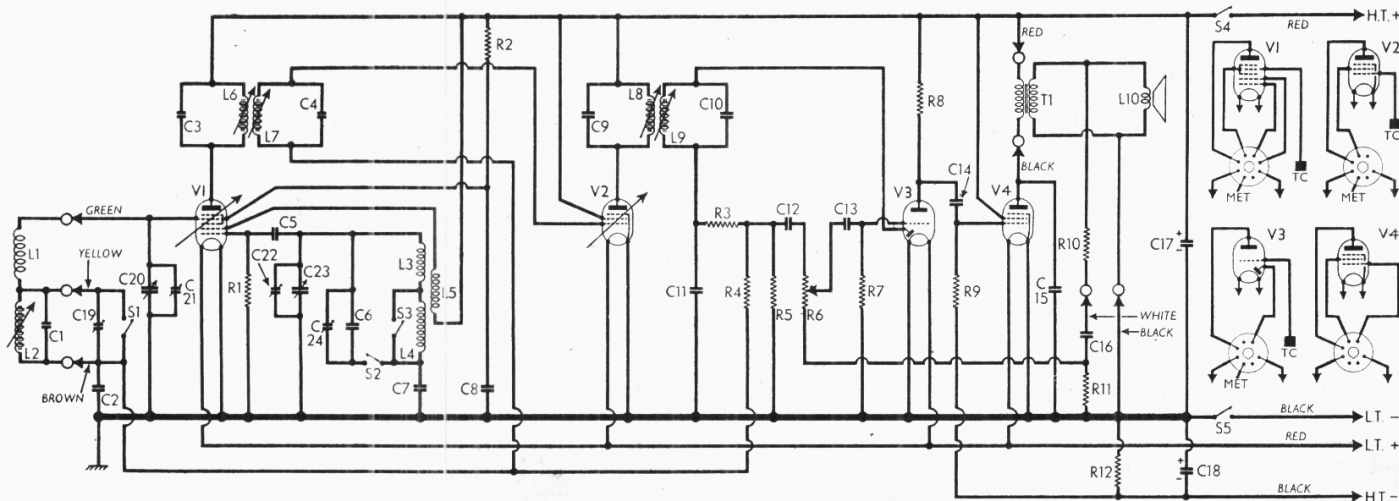 S4
RED
H.T.+
R2
RED
V1
V2
L6
C4
L8
C10
R8
T1
L10
C3
L7
C9
L9
BLACK
TC
MET
TC
MET
V1
V2
C14
V3
V4
GREEN
C5
R3
C12
C13
V3
V4
L1
YELLOW
C20
C21
R1
C22
C23
L3
L5
R10
C17
+
-
C1
C19
S1
C24
C6
S3
C11
R4
R5
R6
R7
R9
C15
WHITE
BLACK
TC
MET
L2
L4
C16
BROWN
C2
S2
C7
C8
R11
BLACK
L.T. -
S5
RED
L.T. +
R12
+
-
C18
BLACK
H.T. -